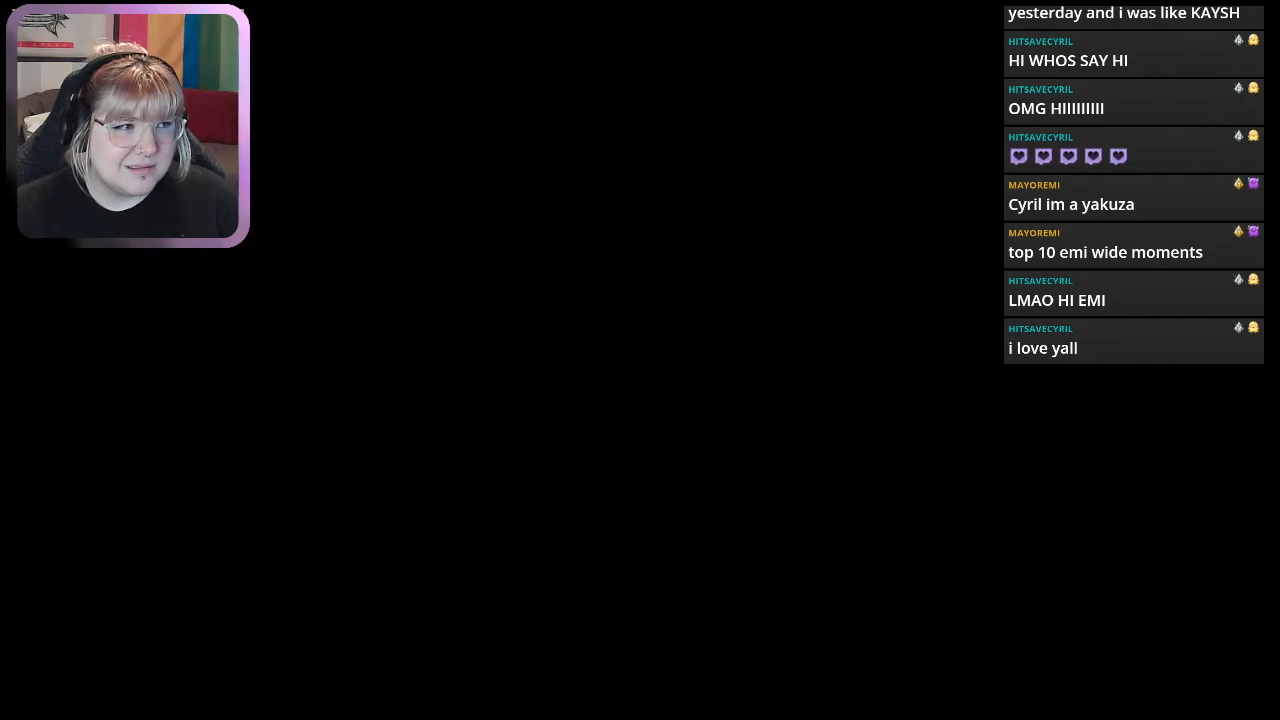 yesterday and i was like KAYSH
HITSAVECYRIL
HI WHOS SAY HI
HITSAVECYRIL
OMG HIIIIIIIII
HITSAVECYRIL
MAYOREMI
Cyril im a yakuza
MAYOREMI
top 10 emi wide moments
HITSAVECYRIL
LMAO HI EMI
HITSAVECYRIL
i love yall